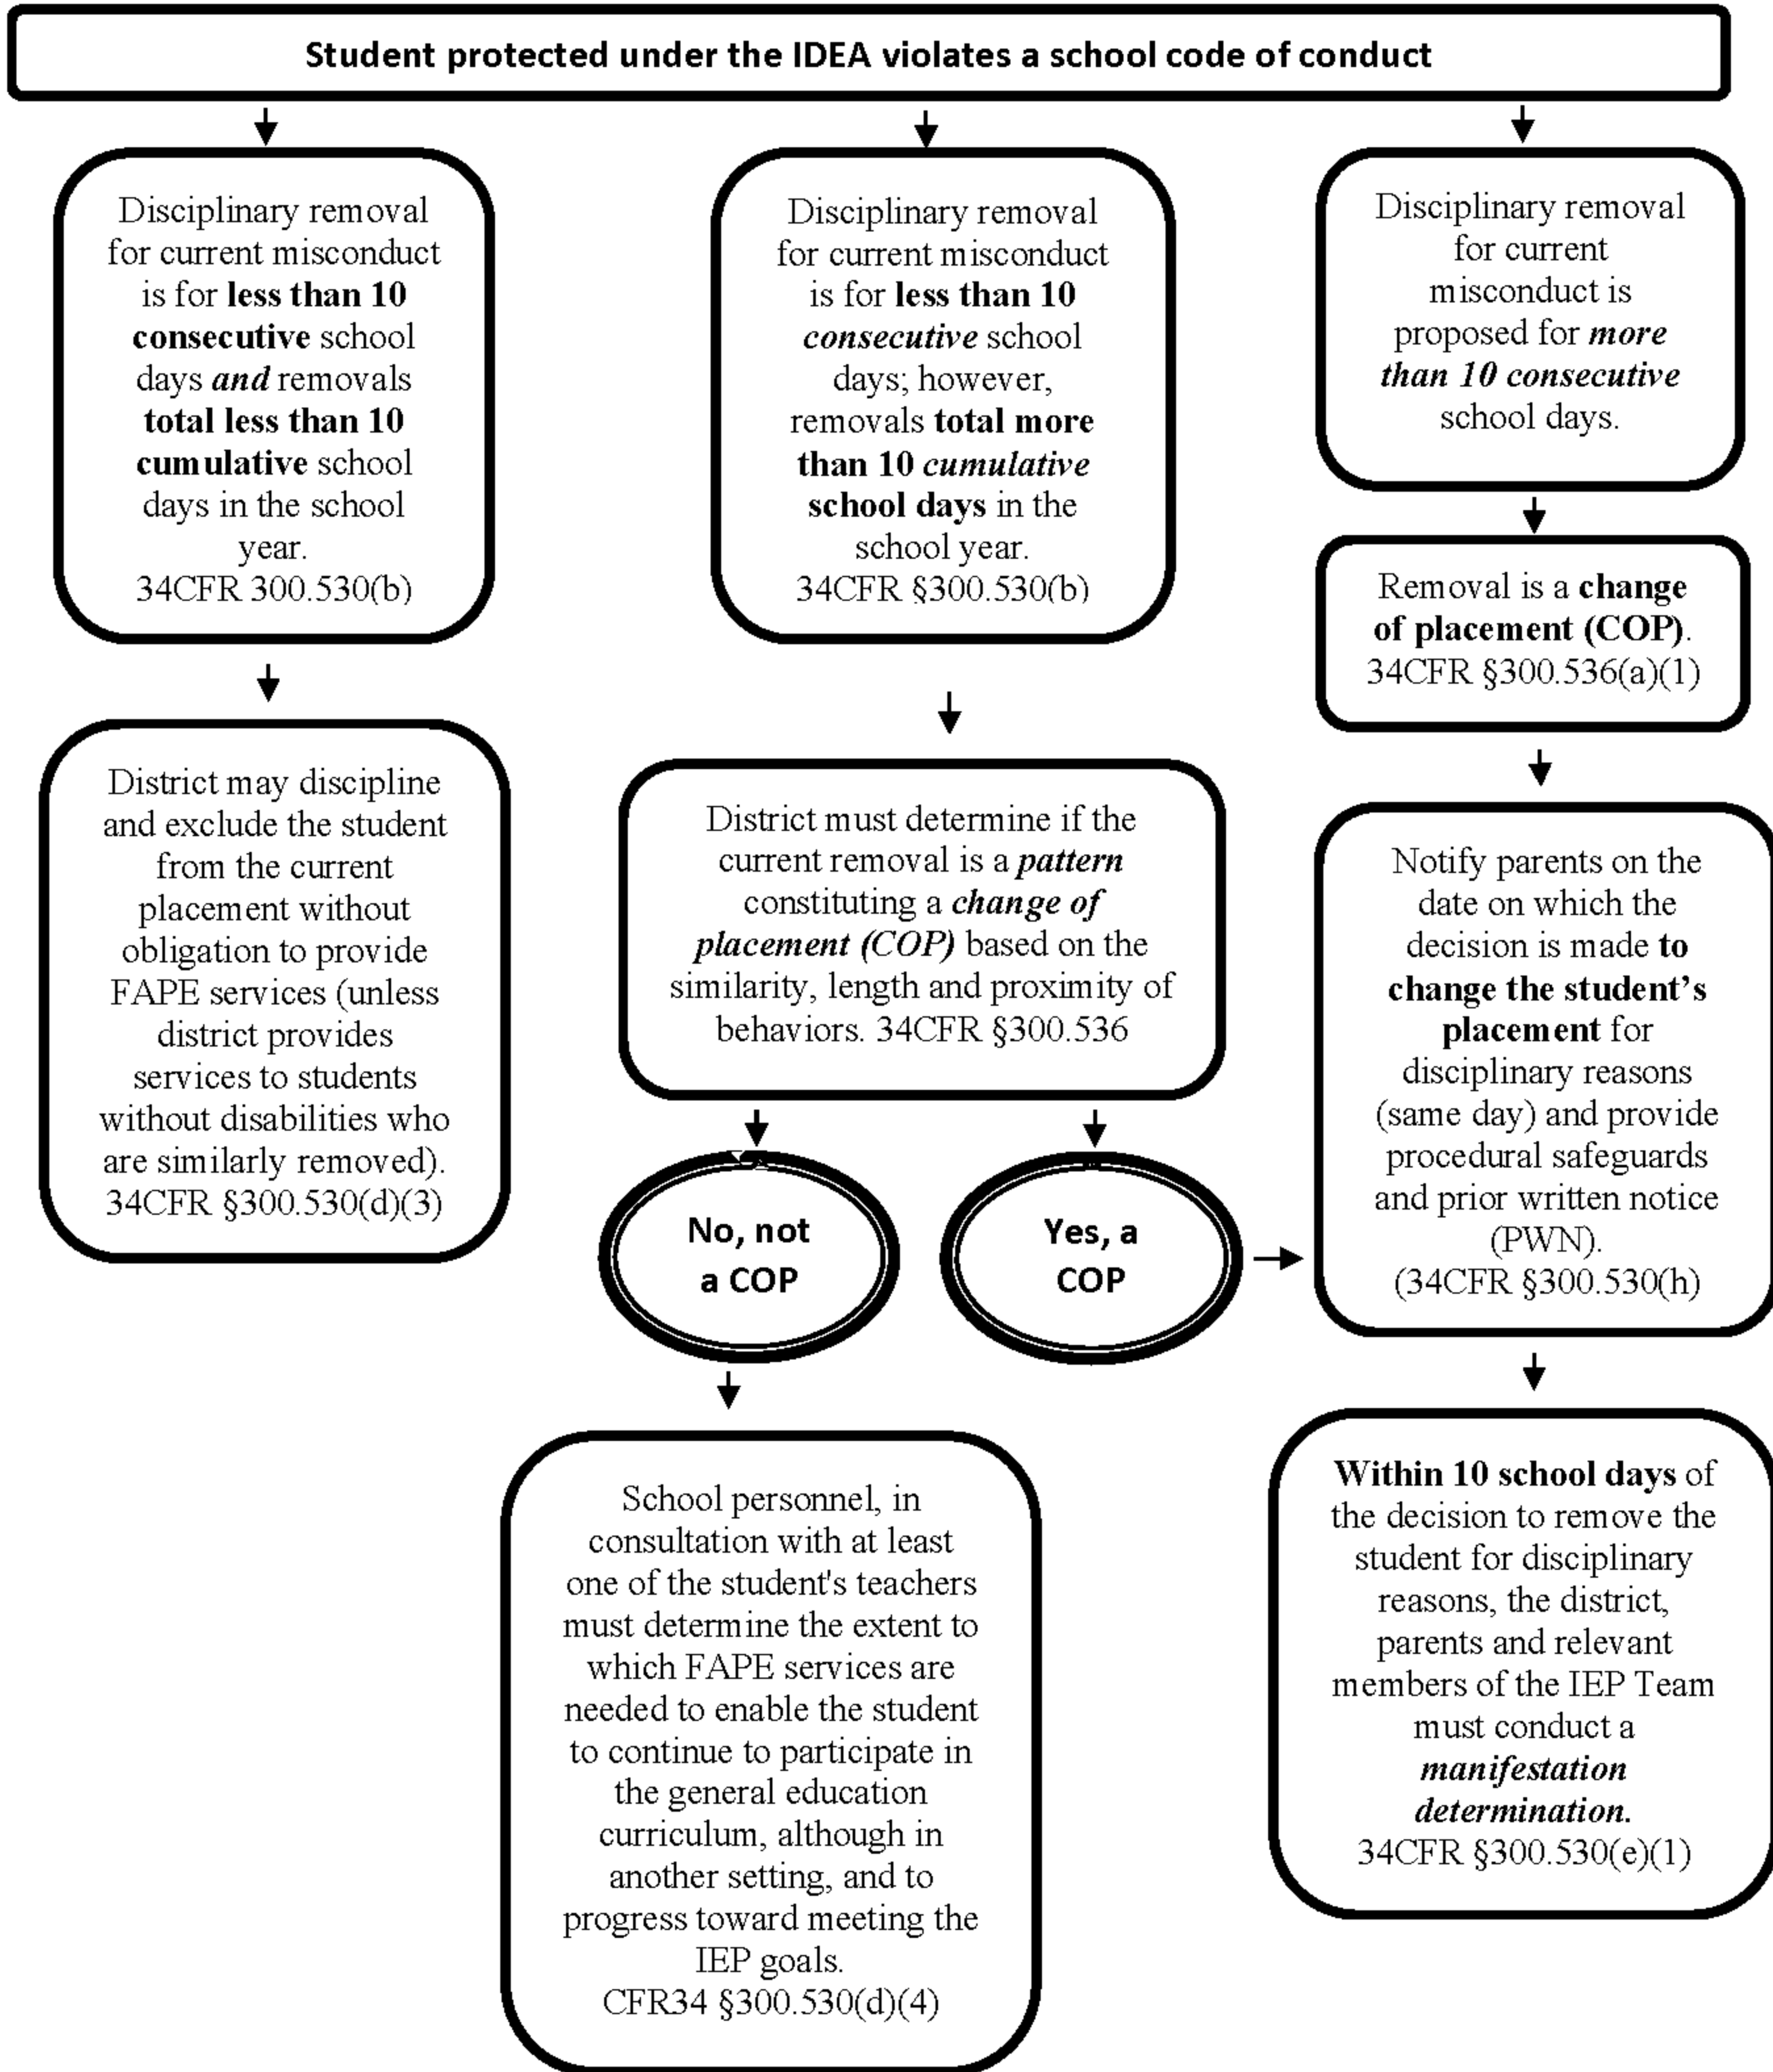 Student protected under the IDEA violates a school code of conduct
Disciplinary removal
for current misconduct
is for less than 10
consecutive school
days and removals
total less than 10
cumulative school
days in the school
year.
34CFR 300.530(b)
District may discipline
and exclude the student
from the current
placement without
obligation to provide
FAPE services (unless
district provides
services to students
without disabilities who
are similarly removed).
34CFR §300.530(d)(3)
Disciplinary removal
for current misconduct
is for less than 10
consecutive school
days; however,
removals total more
than 10 cumulative
school days in the
school year.
34CFR §300.530(b)
District must determine if the
current removal is a pattern
constituting a change of
placement (COP) based on the
similarity, length and proximity of
behaviors. 34CFR §300.536
No, not
a COP
Yes, a
COP
School personnel, in
consultation with at least
one of the student's teachers
must determine the extent to
which FAPE services are
needed to enable the student
to continue to participate in
the general education
curriculum, although in
another setting, and to
progress toward meeting the
IEP goals.
CFR34 §300.530(d)(4)
Disciplinary removal
for current
misconduct is
proposed for more
than 10 consecutive
school days.
Removal is a change
of placement (COP).
34CFR §300.536(a)(1)
Notify parents on the
date on which the
decision is made to
change the student’s
placement for
disciplinary reasons
(same day) and provide
procedural safeguards
and prior written notice
(PWN).
(34CFR §300.530(h)
Within 10 school days of
the decision to remove the
student for disciplinary
reasons, the district,
parents and relevant
members of the IEP Team
must conduct a
manifestation
determination.
34CFR §300.530(e)(1)